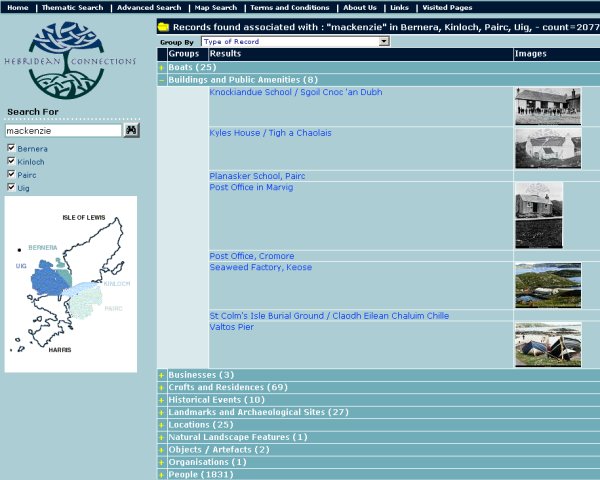 Home | Thematic Search | Advanced Search | Map Search | Terms and Conditions | About Us | Links | Visited Pages
HEBRIDEAN CONNECTIONS
Records found associated with : "mackenzie" in Bernera, Kinloch, Pairc, Uig, - count=2077
Group By Type of Record
Groups Results Images
+ Boats (25)
− Buildings and Public Amenities (8)
Knockiandue School / Sgoil Cnoc 'an Dubh
Kyles House / Tigh a Chaolais
Planasker School, Pairc
Post Office in Marvig
Post Office, Cromore
Seaweed Factory, Keose
St Colm's Isle Burial Ground / Claodh Eilean Chaluim Chille
Valtos Pier
+ Businesses (3)
+ Crofts and Residences (69)
+ Historical Events (18)
+ Landmarks and Archaeological Sites (27)
+ Locations (25)
+ Natural Landscape Features (1)
+ Objects / Artefacts (2)
+ Organisations (1)
+ People (1831)
Search For
mackenzie
Bernera
Kinloch
Pairc
Uig
ISLE OF LEWIS
BERNERA
UIG
KINLOCH
PAIRC
HARRIS